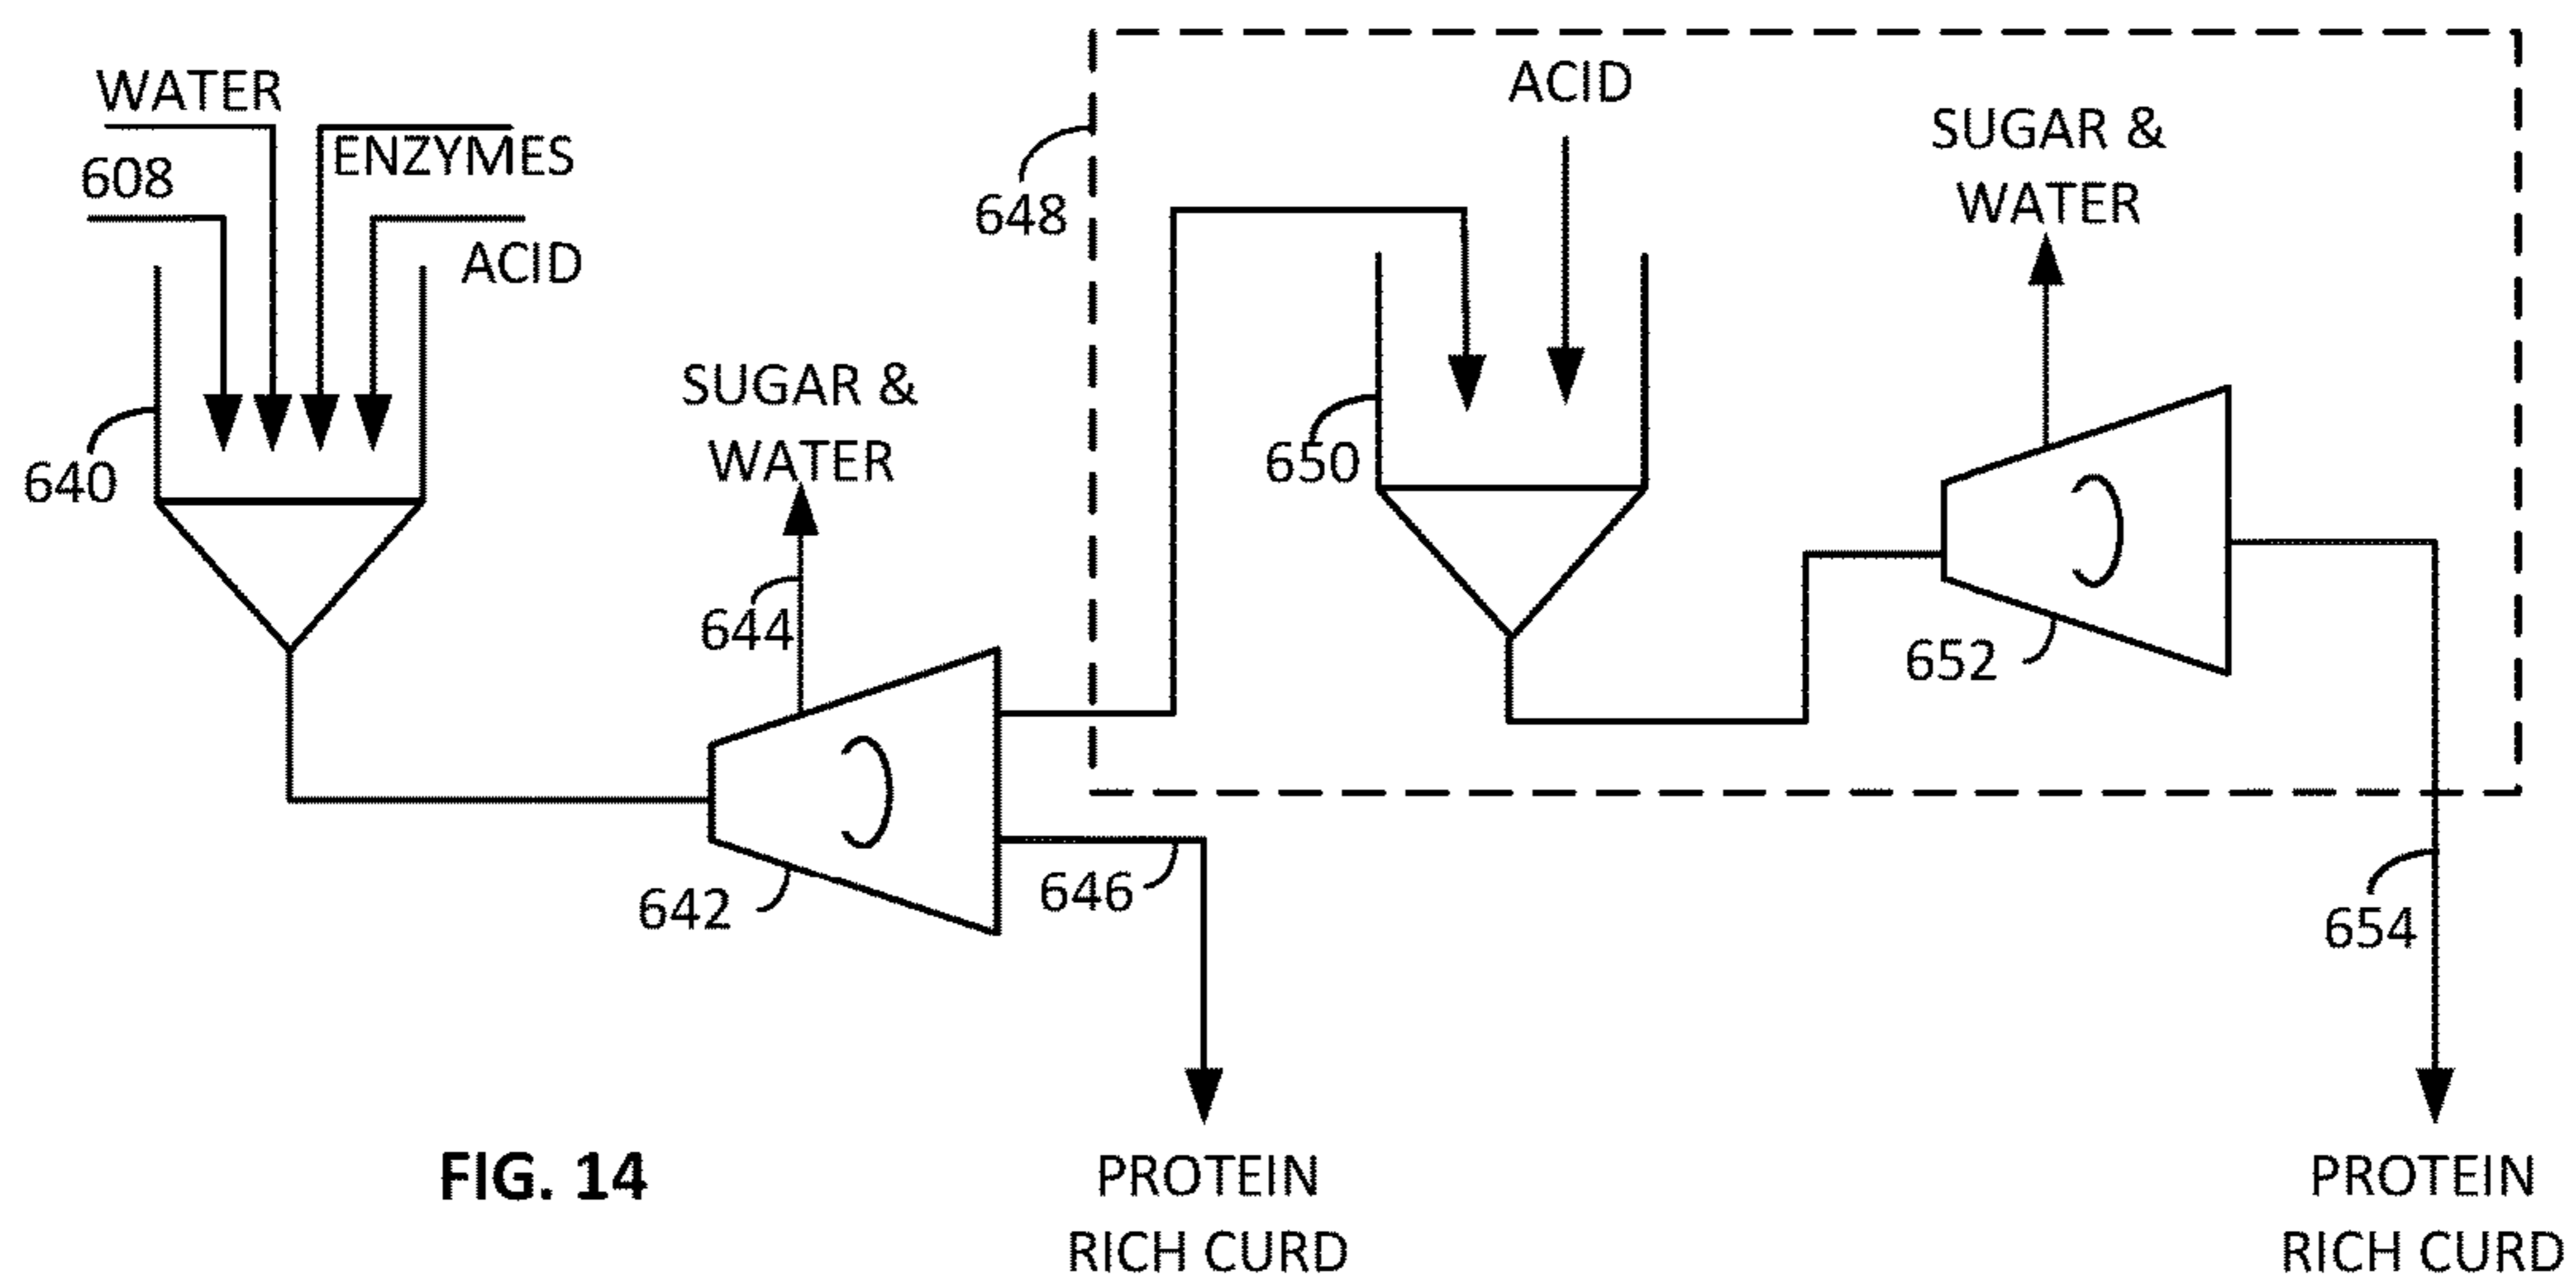 WATER
608
ENZYMES
ACID
640
SUGAR &
WATER
644
642
646
PROTEIN
RICH CURD
648
ACID
650
SUGAR &
WATER
652
654
PROTEIN
RICH CURD
FIG. 14